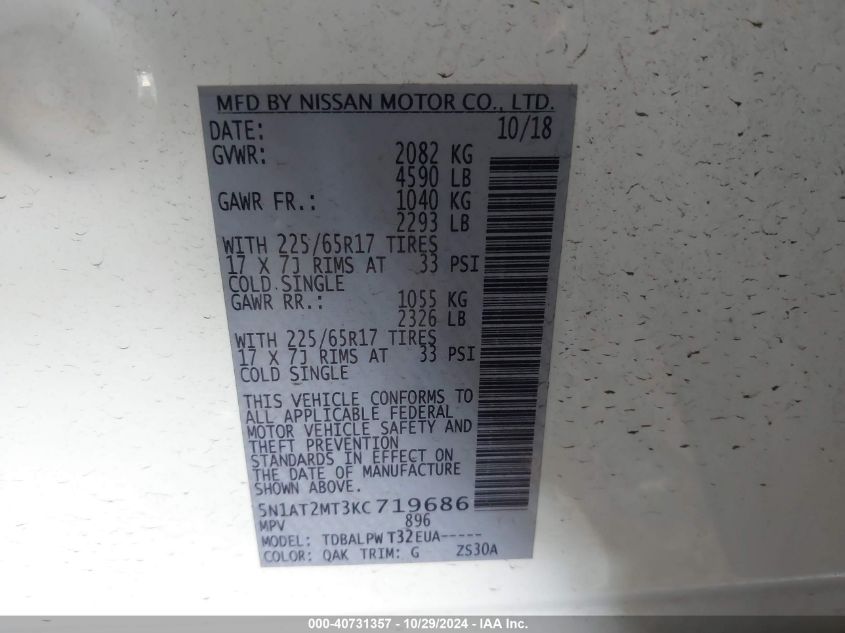 MFD BY NISSAN MOTOR CO., LTD.
DATE: 10/18
GVWR: 2082 KG
4590 LB
GAWR FR.: 1040 KG
2293 LB
WITH 225/65R17 TIRES
17 X 7J RIMS AT 33 PSI
COLD SINGLE
GAWR RR.: 1055 KG
2326 LB
WITH 225/65R17 TIRES
17 X 7J RIMS AT 33 PSI
COLD SINGLE
THIS VEHICLE CONFORMS TO
ALL APPLICABLE FEDERAL
MOTOR VEHICLE SAFETY AND
THEFT PREVENTION
STANDARDS IN EFFECT ON
THE DATE OF MANUFACTURE
SHOWN ABOVE.
5N1AT2MT3KC719686
MPV 896
MODEL: TDBALPW T32EUA-----
COLOR: QAK TRIM: G ZS30A
000-40731357 - 10/29/2024 - IAA Inc.